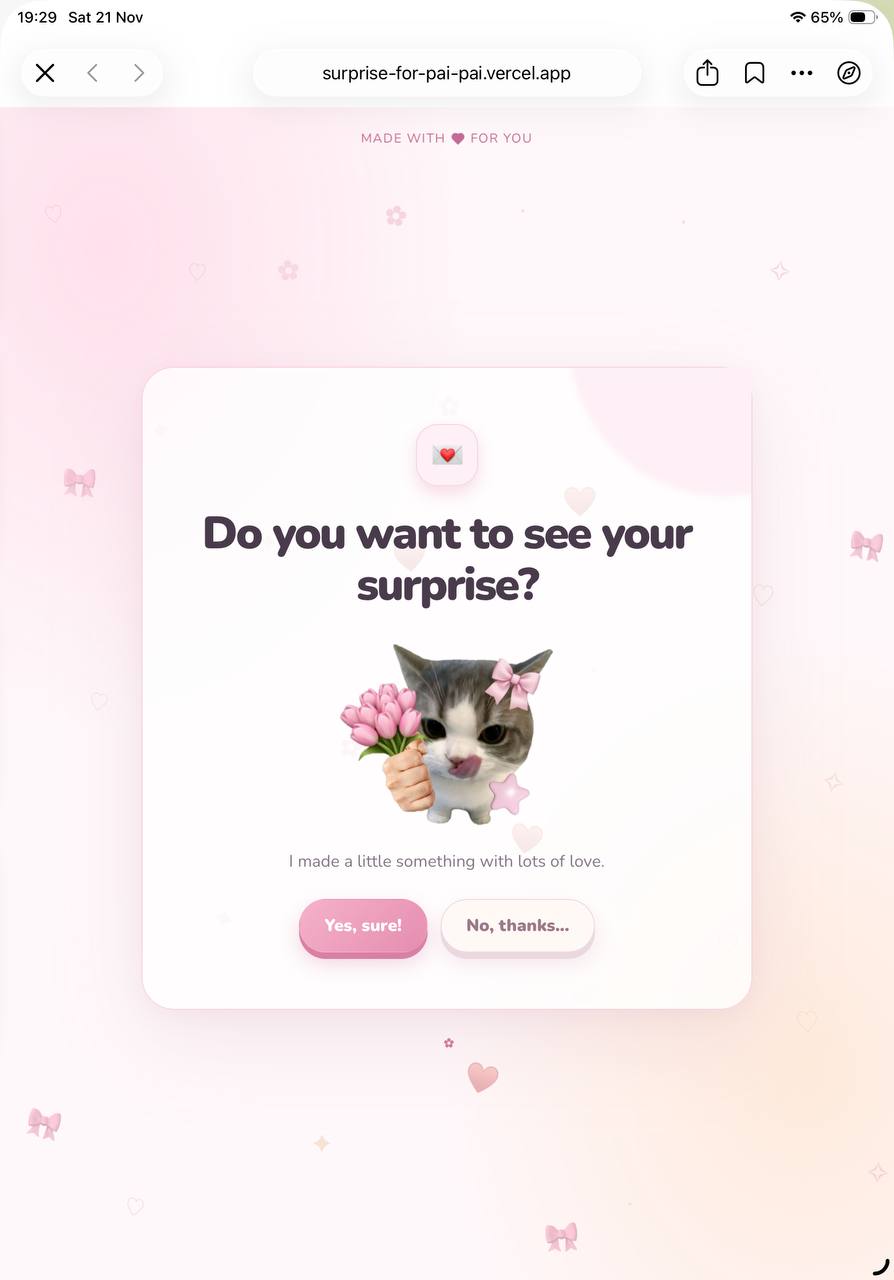 19:29 Sat 21 Nov 65%
surprise-for-pai-pai.vercel.app
MADE WITH ♥ FOR YOU
Do you want to see your
surprise?
I made a little something with lots of love.
Yes, sure! No, thanks...